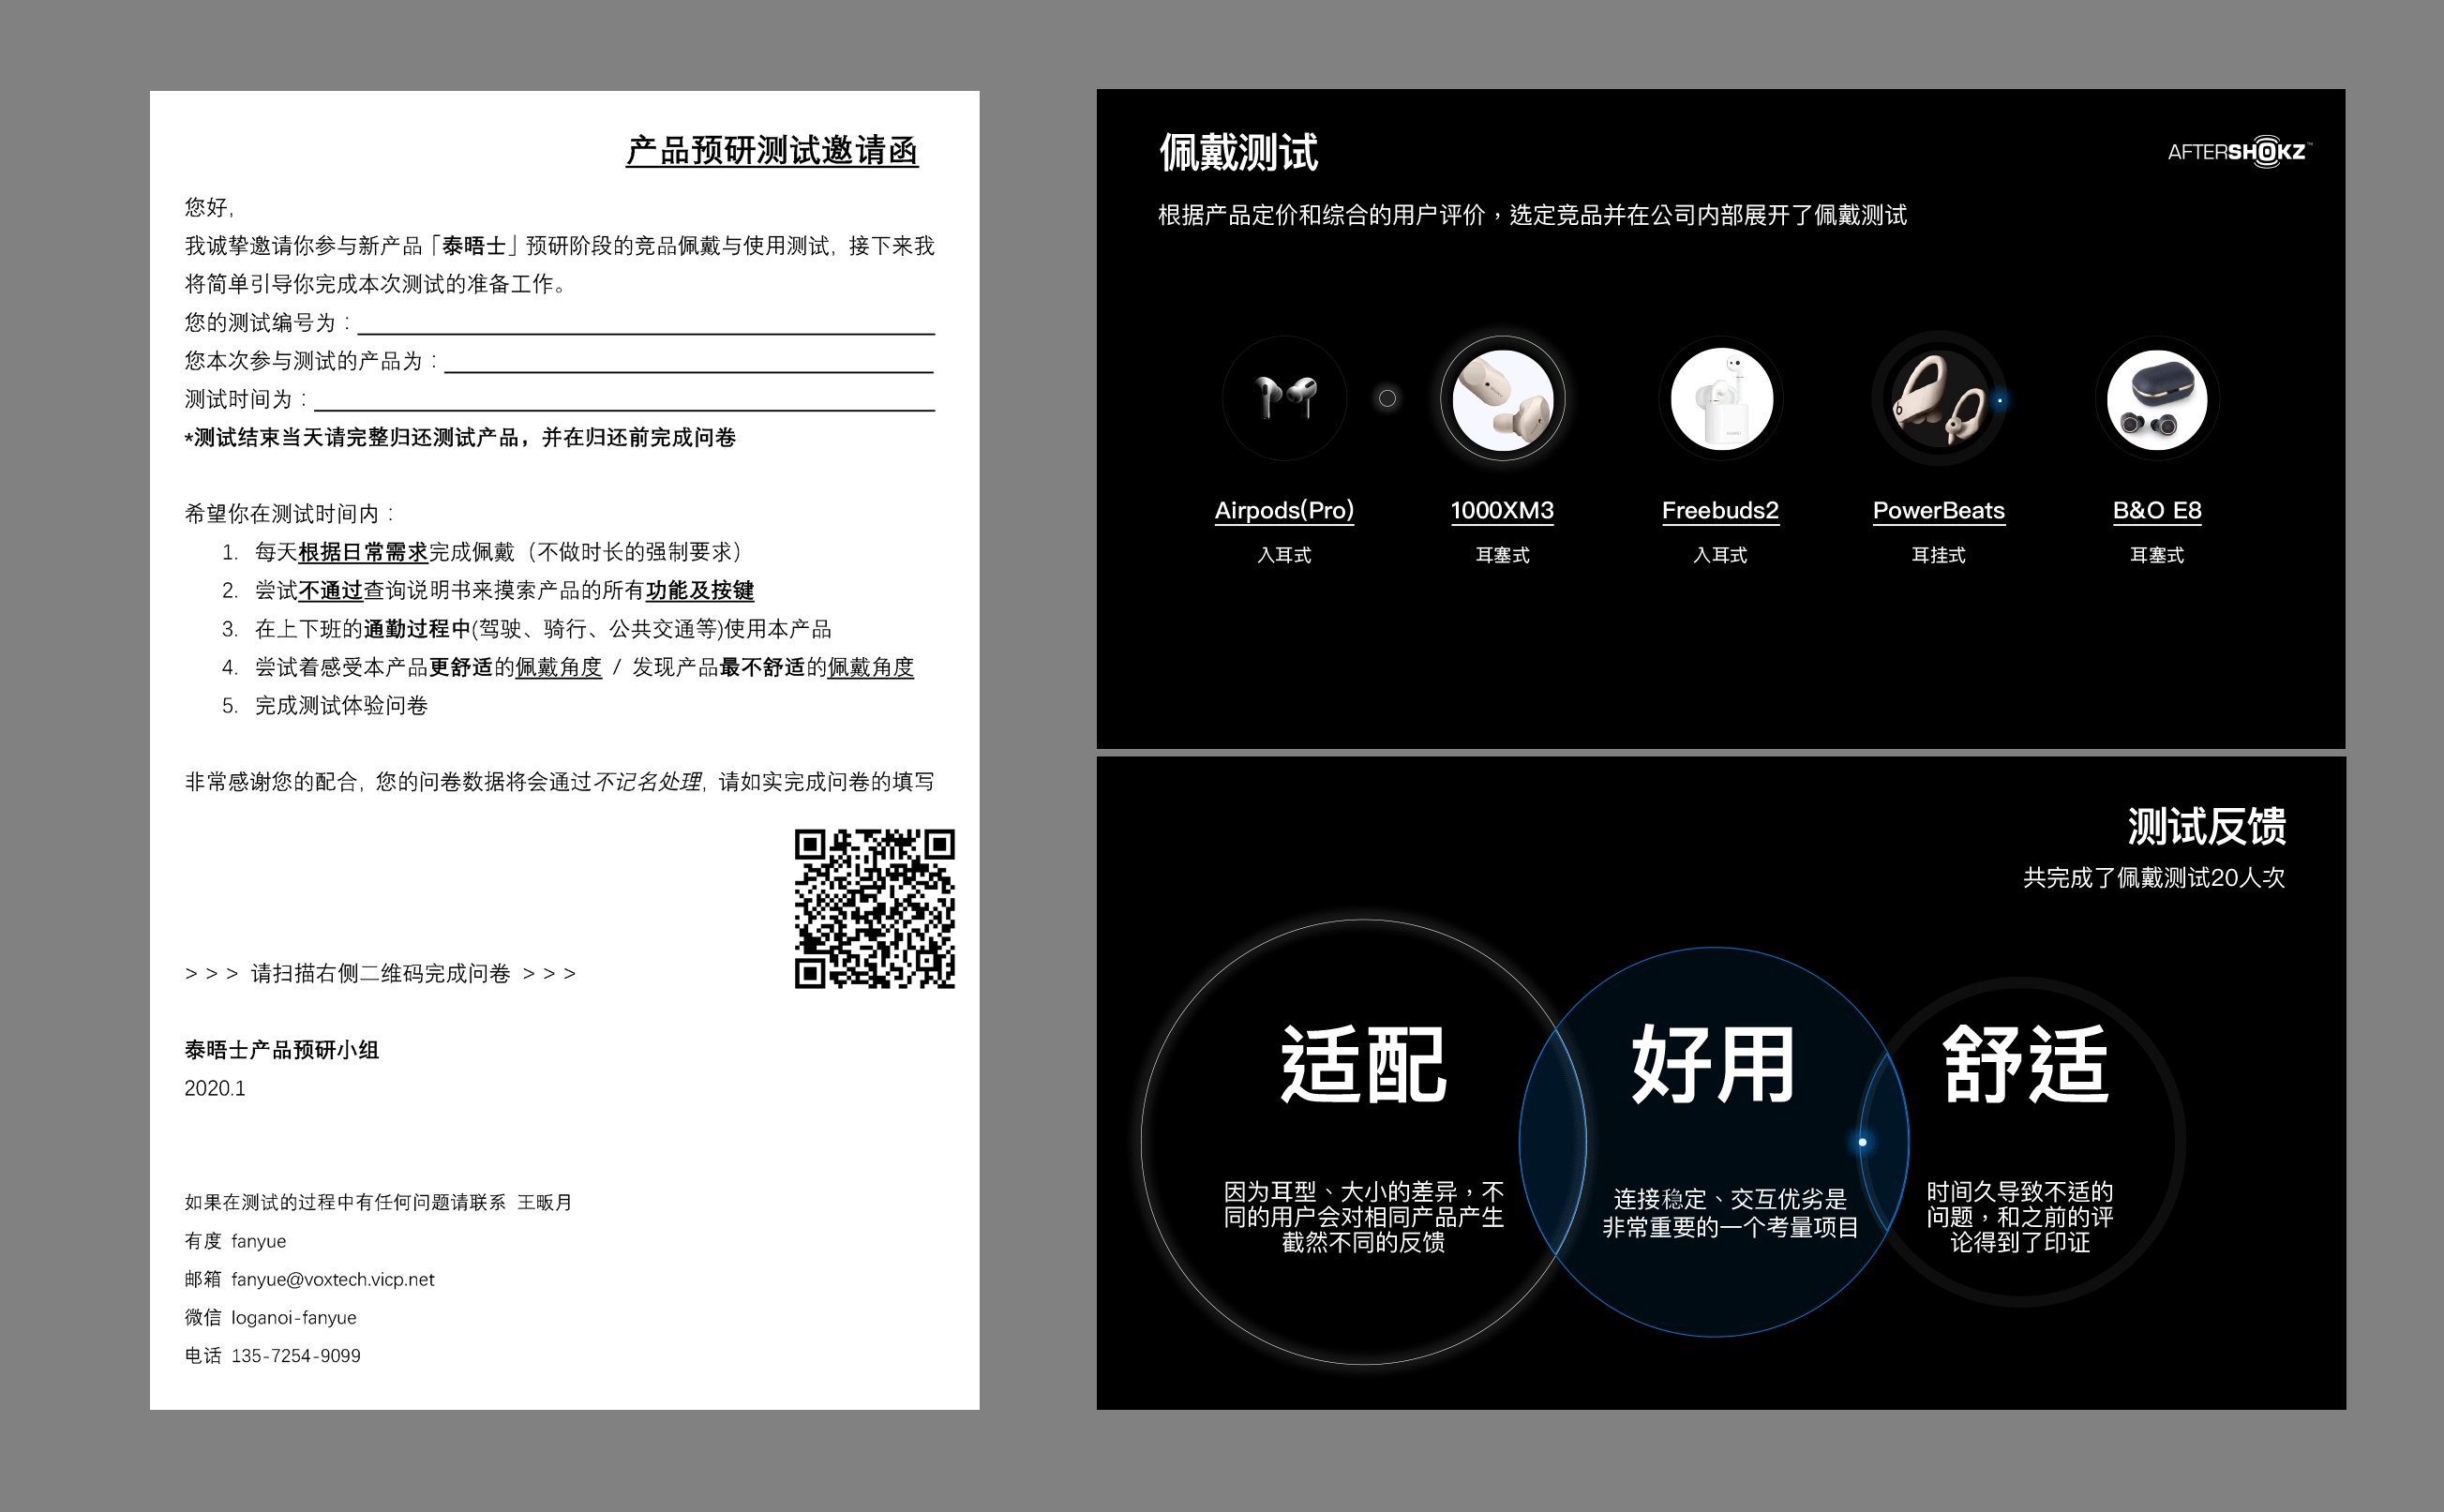 产品预研测试邀请函
您好,
我诚挚邀请你参与新产品「泰晤士」预研阶段的竞品佩戴与使用测试, 接下来我
将简单引导你完成本次测试的准备工作。
您的测试编号为：
您本次参与测试的产品为：
测试时间为：
*测试结束当天请完整归还测试产品，并在归还前完成问卷
希望你在测试时间内：
1. 每天根据日常需求完成佩戴（不做时长的强制要求）
2. 尝试不通过查询说明书来摸索产品的所有功能及按键
3. 在上下班的通勤过程中(驾驶、骑行、公共交通等)使用本产品
4. 尝试着感受本产品更舒适的佩戴角度 / 发现产品最不舒适的佩戴角度
5. 完成测试体验问卷
非常感谢您的配合, 您的问卷数据将会通过不记名处理, 请如实完成问卷的填写
> > > 请扫描右侧二维码完成问卷 > > >
泰晤士产品预研小组
2020.1
如果在测试的过程中有任何问题请联系 王畈月
有度 fanyue
邮箱 fanyue@voxtech.vicp.net
微信 loganoi-fanyue
电话 135-7254-9099
佩戴测试
AFTERSHOKZ™
根据产品定价和综合的用户评价，选定竞品并在公司内部展开了佩戴测试
Airpods(Pro) 1000XM3 Freebuds2 PowerBeats B&O E8
入耳式 耳塞式 入耳式 耳挂式 耳塞式
测试反馈
共完成了佩戴测试20人次
适配
因为耳型、大小的差异，不
同的用户会对相同产品产生
截然不同的反馈
好用
连接稳定、交互优劣是
非常重要的一个考量项目
舒适
时间久导致不适的
问题，和之前的评
论得到了印证